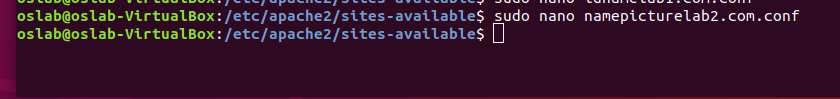 oslab@oslab-VirtualBox:/etc/apache2/sites-available$ sudo nano
oslab@oslab-VirtualBox:/etc/apache2/sites-available$ sudo nano namepicturelab2.com.conf
oslab@oslab-VirtualBox:/etc/apache2/sites-available$